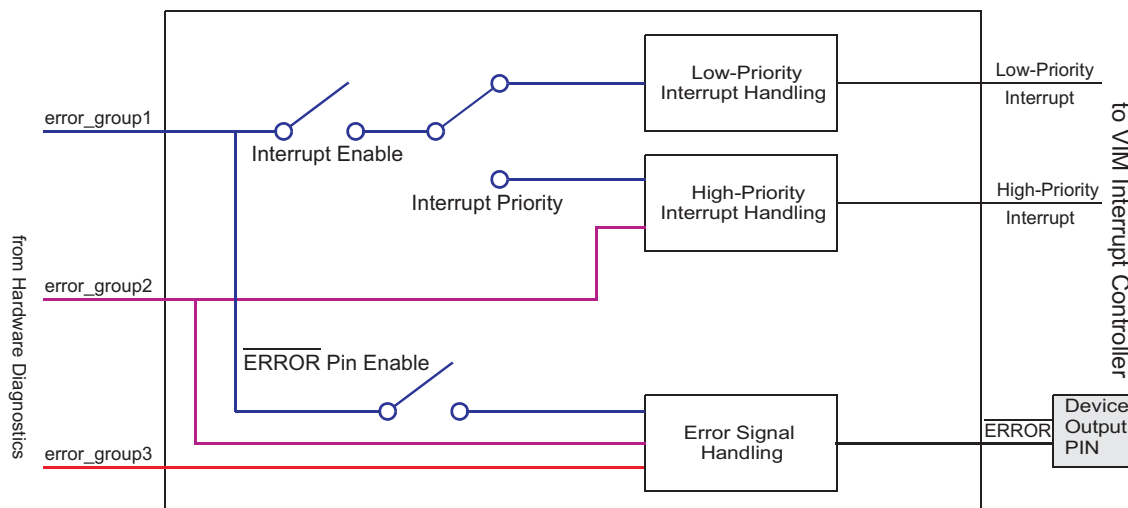 error_group1
Interrupt Enable
Low-Priority
Interrupt Handling
Low-Priority
Interrupt
Interrupt Priority
High-Priority
Interrupt Handling
High-Priority
Interrupt
to VIM Interrupt Controller
from Hardware Diagnostics
error_group2
ERROR Pin Enable
error_group3
Error Signal
Handling
ERROR
Device
Output
PIN